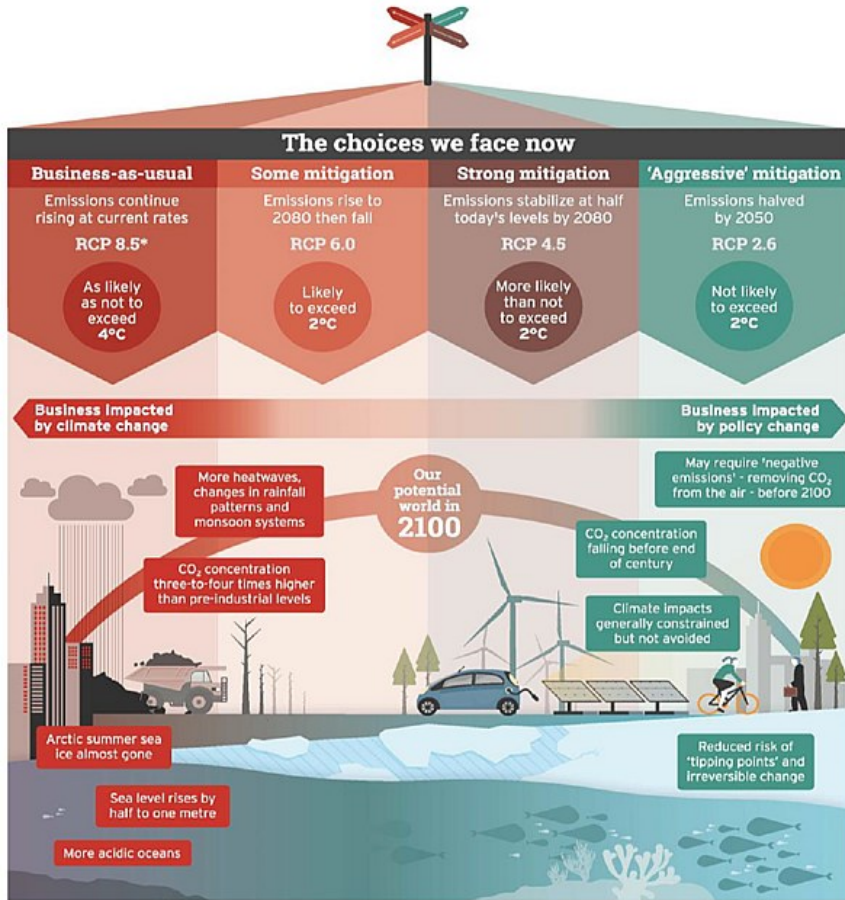 The choices we face now
Business-as-usual
Emissions continue
rising at current rates
RCP 8.5*
As likely
as not to
exceed
4°C
Some mitigation
Emissions rise to
2080 then fall
RCP 6.0
Likely
to exceed
2°C
Strong mitigation
Emissions stabilize at half
today's levels by 2080
RCP 4.5
More likely
than not
to exceed
2°C
'Aggressive' mitigation
Emissions halved
by 2050
RCP 2.6
Not likely
to exceed
2°C
Business impacted
by climate change
Business impacted
by policy change
Our
potential
world in
2100
More heatwaves,
changes in rainfall
patterns and
monsoon systems
CO₂ concentration
three-to-four times higher
than pre-industrial levels
May require 'negative
emissions' - removing CO₂
from the air - before 2100
CO₂ concentration
falling before end
of century
Climate impacts
generally constrained
but not avoided
Arctic summer sea
ice almost gone
Sea level rises by
half to one metre
More acidic oceans
Reduced risk of
'tipping points' and
irreversible change